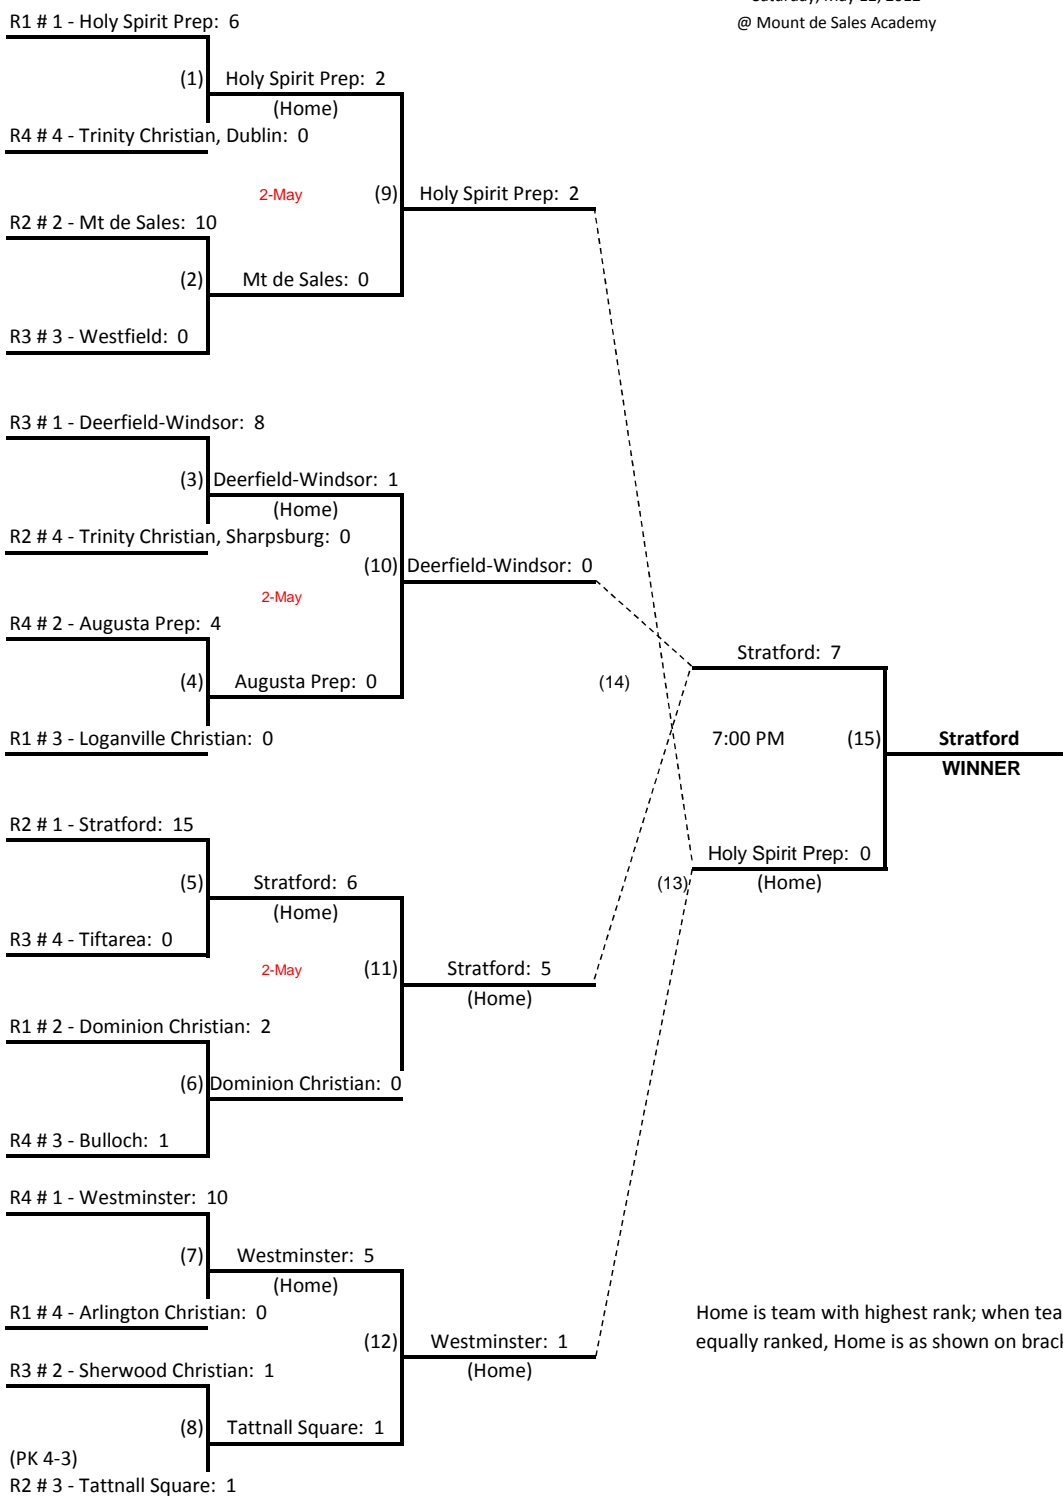 @ Mount de Sales Academy
R1 # 1 - Holy Spirit Prep: 6
(1) Holy Spirit Prep: 2
(Home)
R4 # 4 - Trinity Christian, Dublin: 0
2-May (9) Holy Spirit Prep: 2
R2 # 2 - Mt de Sales: 10
(2) Mt de Sales: 0
R3 # 3 - Westfield: 0
R3 # 1 - Deerfield-Windsor: 8
(3) Deerfield-Windsor: 1
(Home)
R2 # 4 - Trinity Christian, Sharpsburg: 0
(10) Deerfield-Windsor: 0
2-May
R4 # 2 - Augusta Prep: 4
Stratford: 7
(4) Augusta Prep: 0 (14)
R1 # 3 - Loganville Christian: 0 7:00 PM (15) Stratford
WINNER
R2 # 1 - Stratford: 15
Holy Spirit Prep: 0
(5) Stratford: 6 (13) (Home)
(Home)
R3 # 4 - Tiftarea: 0
2-May (11) Stratford: 5
(Home)
R1 # 2 - Dominion Christian: 2
(6) Dominion Christian: 0
R4 # 3 - Bulloch: 1
R4 # 1 - Westminster: 10
(7) Westminster: 5
(Home)
R1 # 4 - Arlington Christian: 0 Home is team with highest rank; when
(12) Westminster: 1 equally ranked, Home is as shown on
R3 # 2 - Sherwood Christian: 1 (Home)
(8) Tattnall Square: 1
(PK 4-3)
R2 # 3 - Tattnall Square: 1